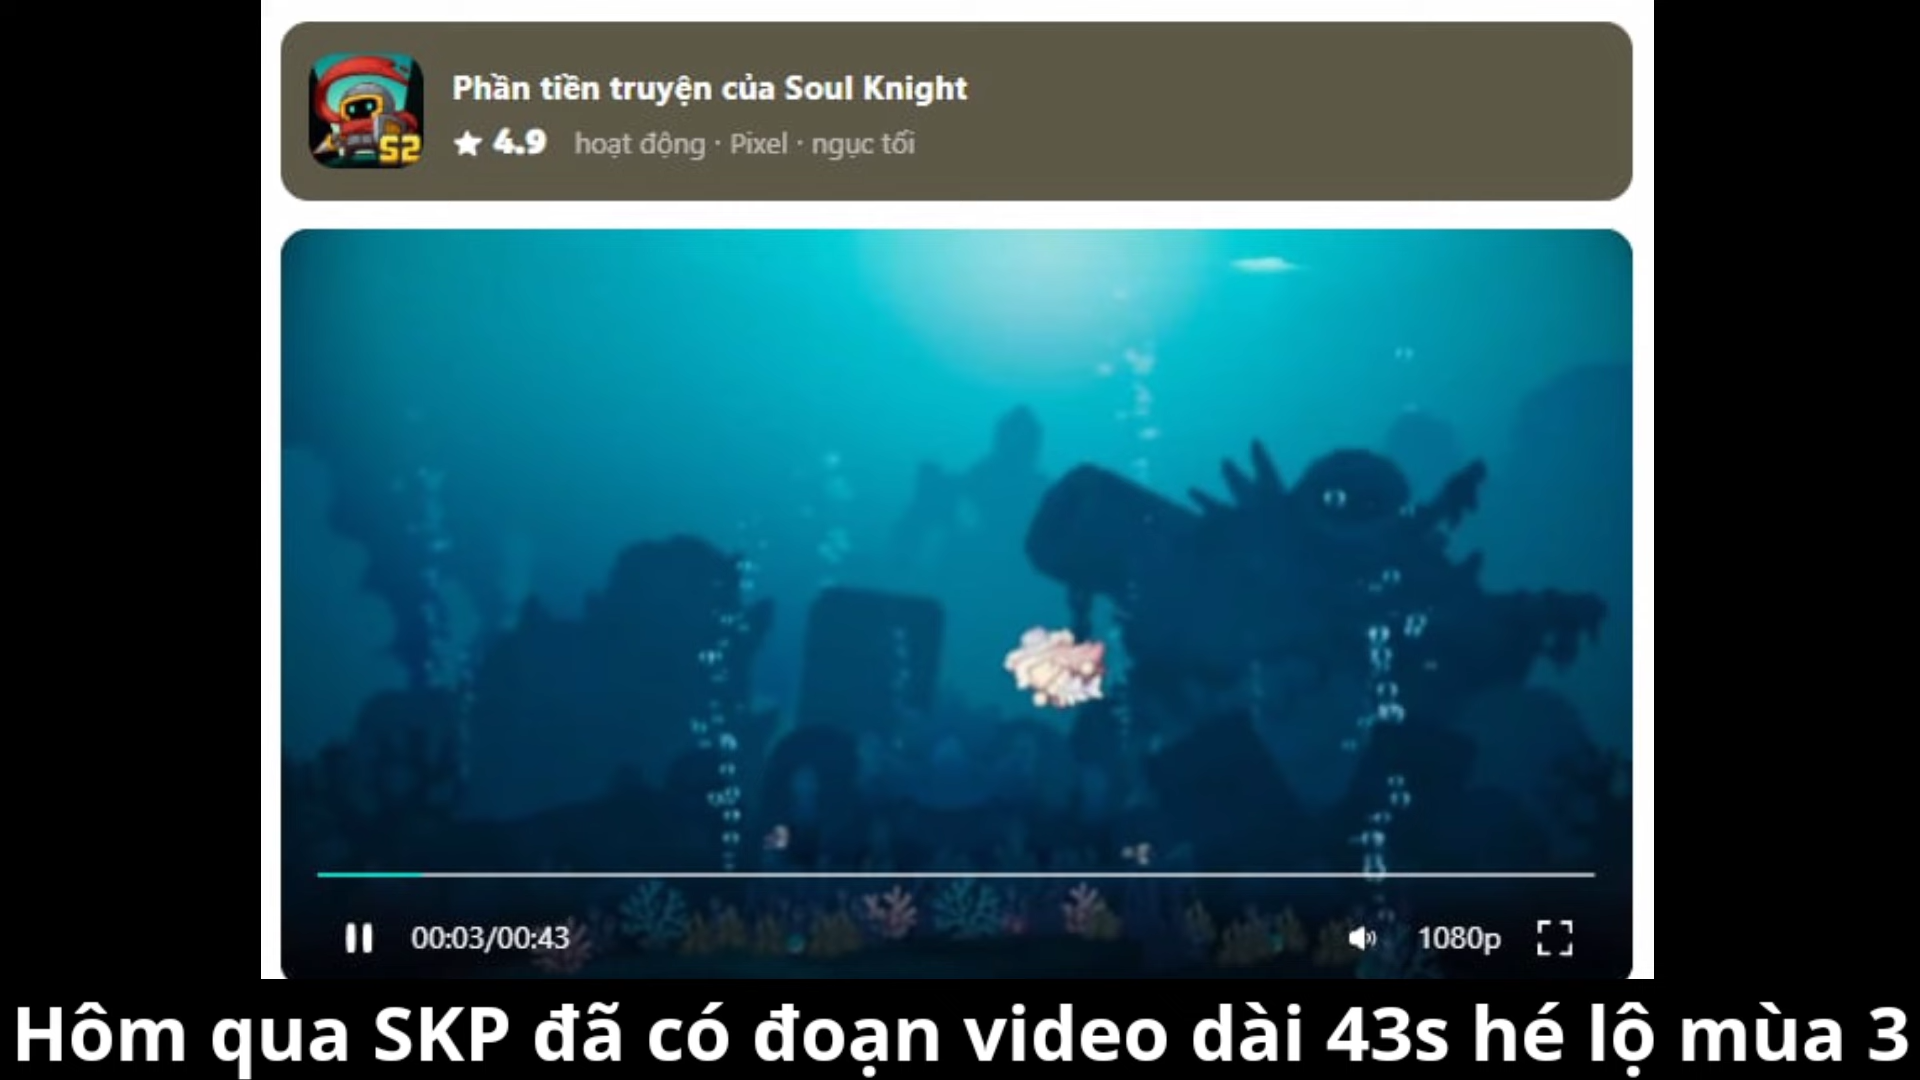 Phần tiền truyện của Soul Knight
S2
4.9 hoạt động · Pixel · ngục tối
00:03/00:43 1080p
Hôm qua SKP đã có đoạn video dài 43s hé lộ mùa 3